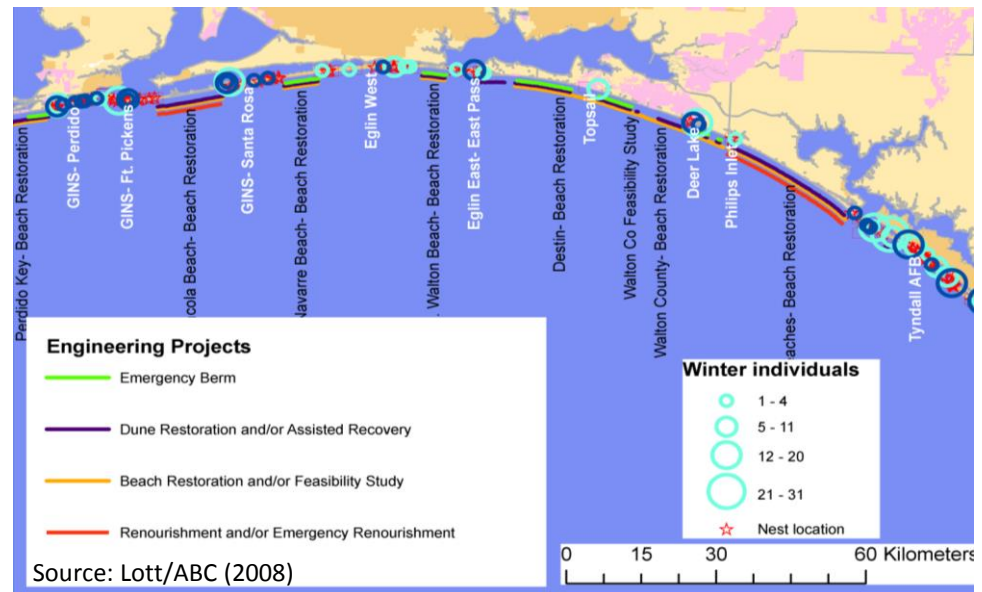 Perdido Key- Beach Restoration
GINS- Perdido
GINS- Ft. Pickens
cola Beach- Beach Restoration
GINS- Santa Rosa
Navarre Beach- Beach Restoration
Eglin West
. Walton Beach- Beach Restoration
Eglin East- East Pass
Destin- Beach Restoration
Topsail
Walton Co Feasibility Study
Walton County- Beach Restoration
Deer Lake
Philips Inlet
eaches- Beach Restoration
Tyndall AFB
Engineering Projects
Emergency Berm
Dune Restoration and/or Assisted Recovery
Beach Restoration and/or Feasibility Study
Renourishment and/or Emergency Renourishment
Source: Lott/ABC (2008)
Winter individuals
1 - 4
5 - 11
12 - 20
21 - 31
Nest location
0 15 30 60 Kilometers